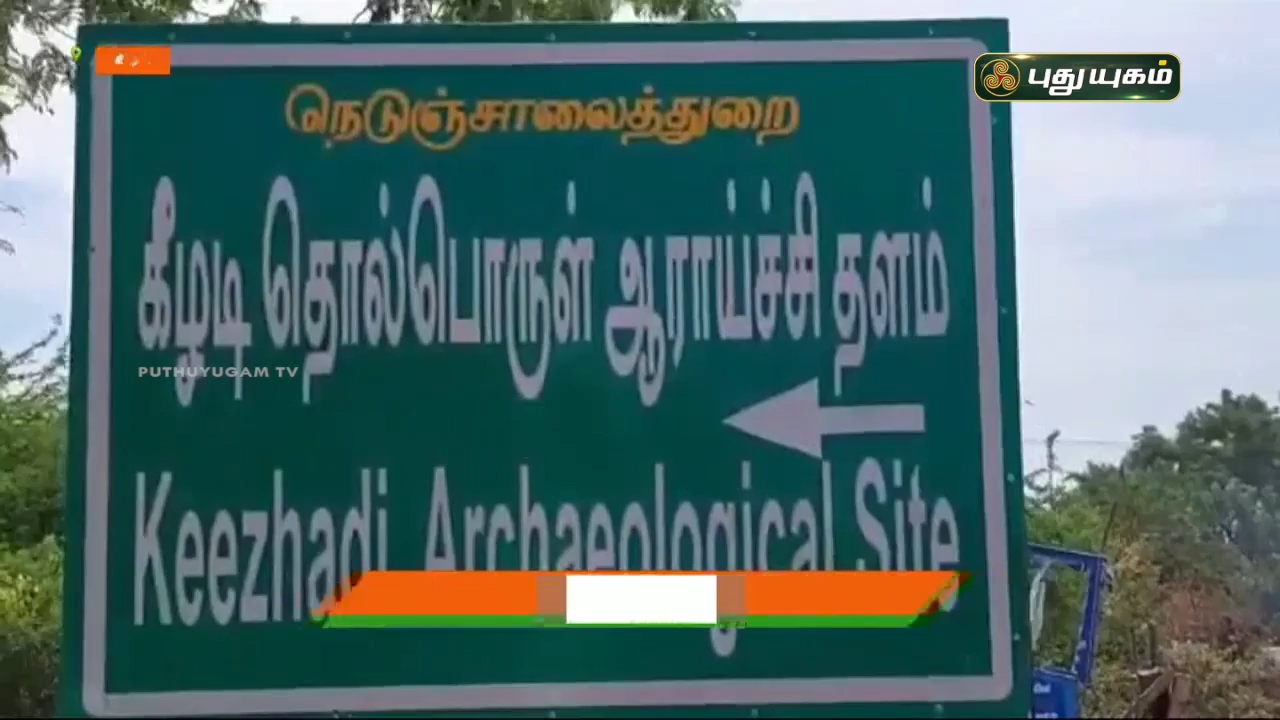 புதுயுகம்
நெடுஞ்சாலைத்துறை
கீழடி தொல்பொருள் ஆராய்ச்சி தளம்
PUTHUYUGAM TV
Keezhadi Archaeological Site